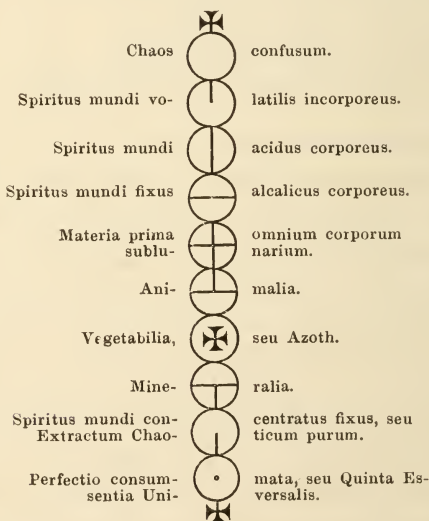 Chaos confusum.
Spiritus mundi vo- latilis incorporeus.
Spiritus mundi acidus corporeus.
Spiritus mundi fixus alcalicus corporeus.
Materia prima omnium corporum
sublu- narium.
Ani- malia.
Vegetabilia, seu Azoth.
Mine- ralia.
Spiritus mundi con- centratus fixus, seu
Extractum Chao- ticum purum.
Perfectio consum- mata, seu Quinta Es-
sentia Uni- versalis.